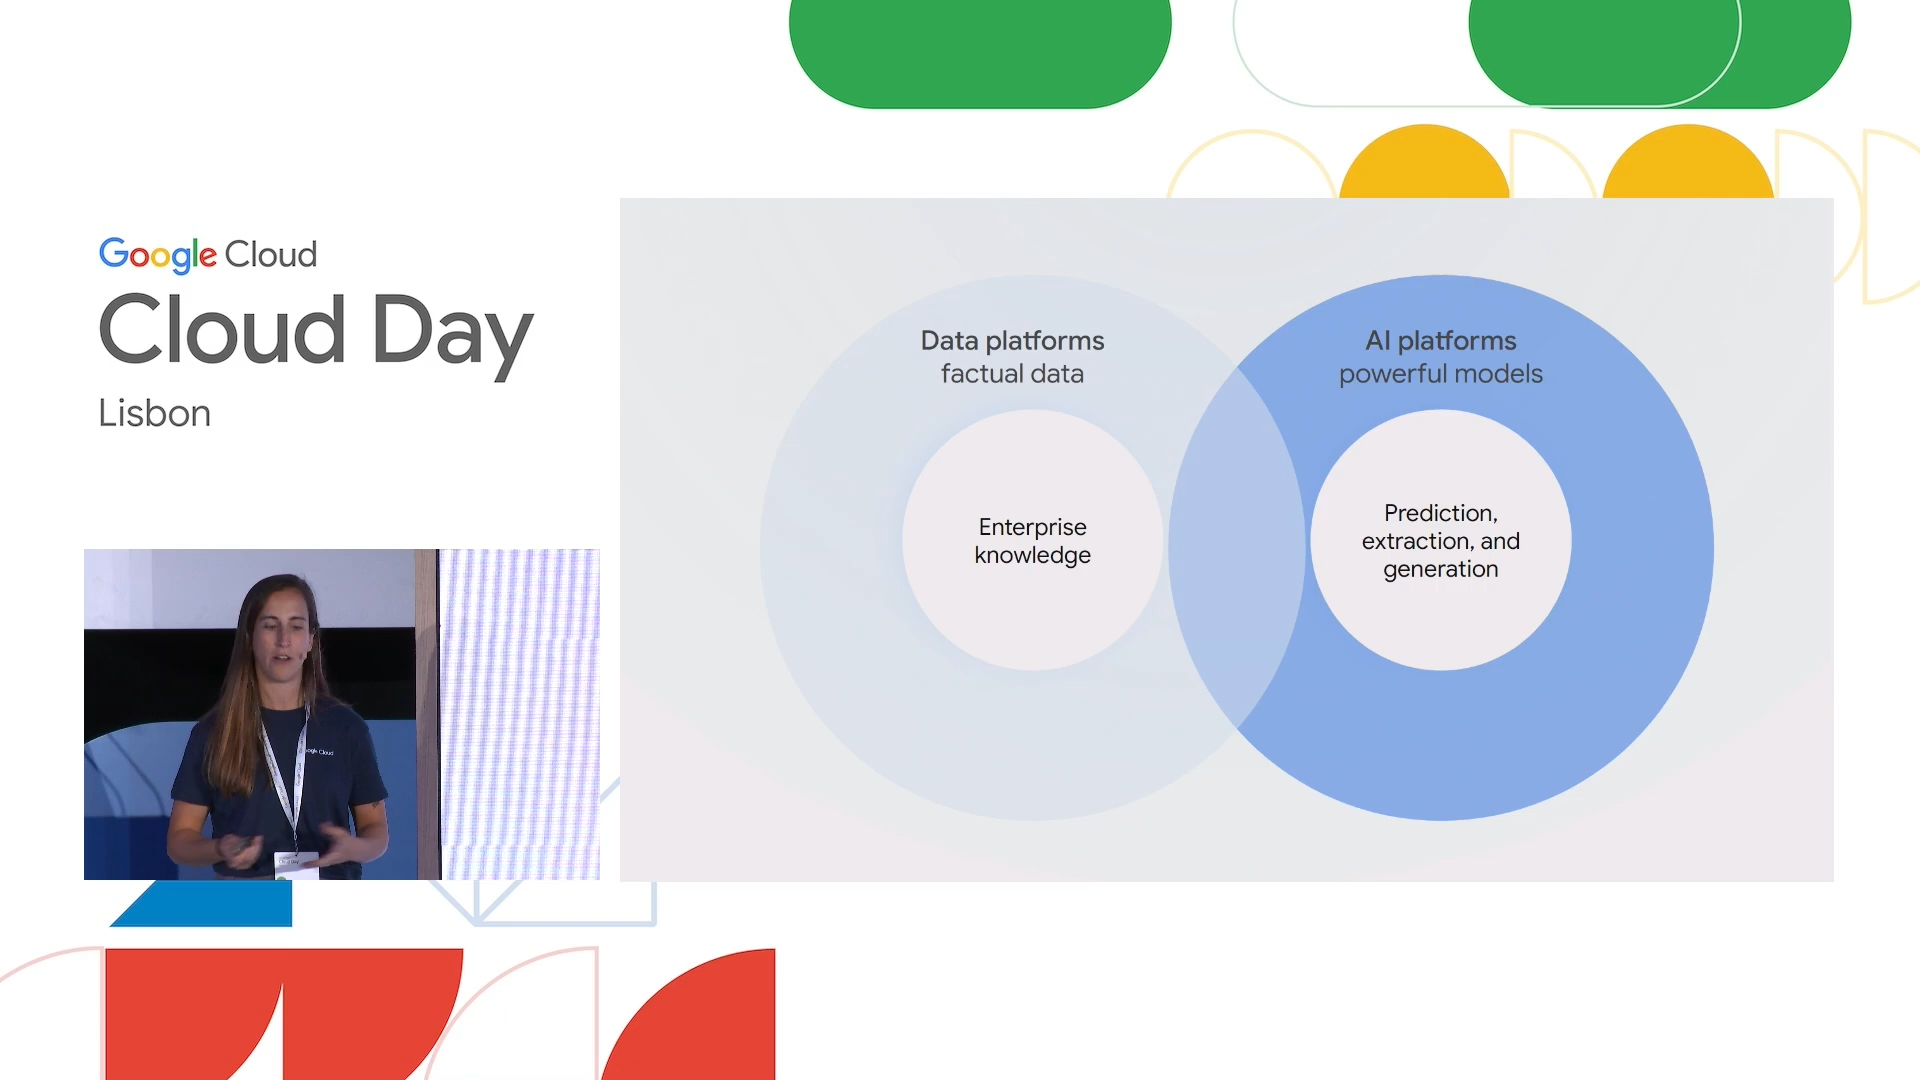 Google Cloud
Cloud Day
Lisbon
Data platforms
factual data
AI platforms
powerful models
Enterprise
knowledge
Prediction,
extraction, and
generation